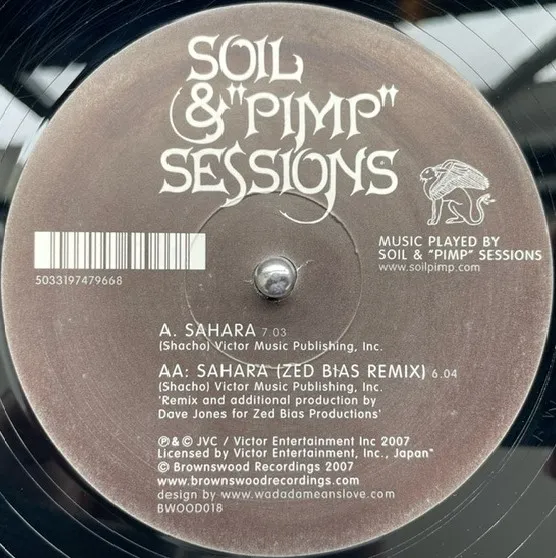 SOIL
& "PIMP"
SESSIONS
5033197479668
MUSIC PLAYED BY
SOIL & "PIMP" SESSIONS
www.soilpimp.com
A. SAHARA 7.03
(Shacho) Victor Music Publishing, Inc.
AA: SAHARA (ZED BIAS REMIX) 6.04
(Shacho) Victor Music Publishing, Inc.
'Remix and additional production by
Dave Jones for Zed Bias Productions'
℗ & © JVC / Victor Entertainment Inc 2007
Licensed by Victor Entertainment, Inc., Japan"
© Brownswood Recordings 2007
www.brownswoodrecordings.com
design by www.wadadameanslove.com
BWOOD018